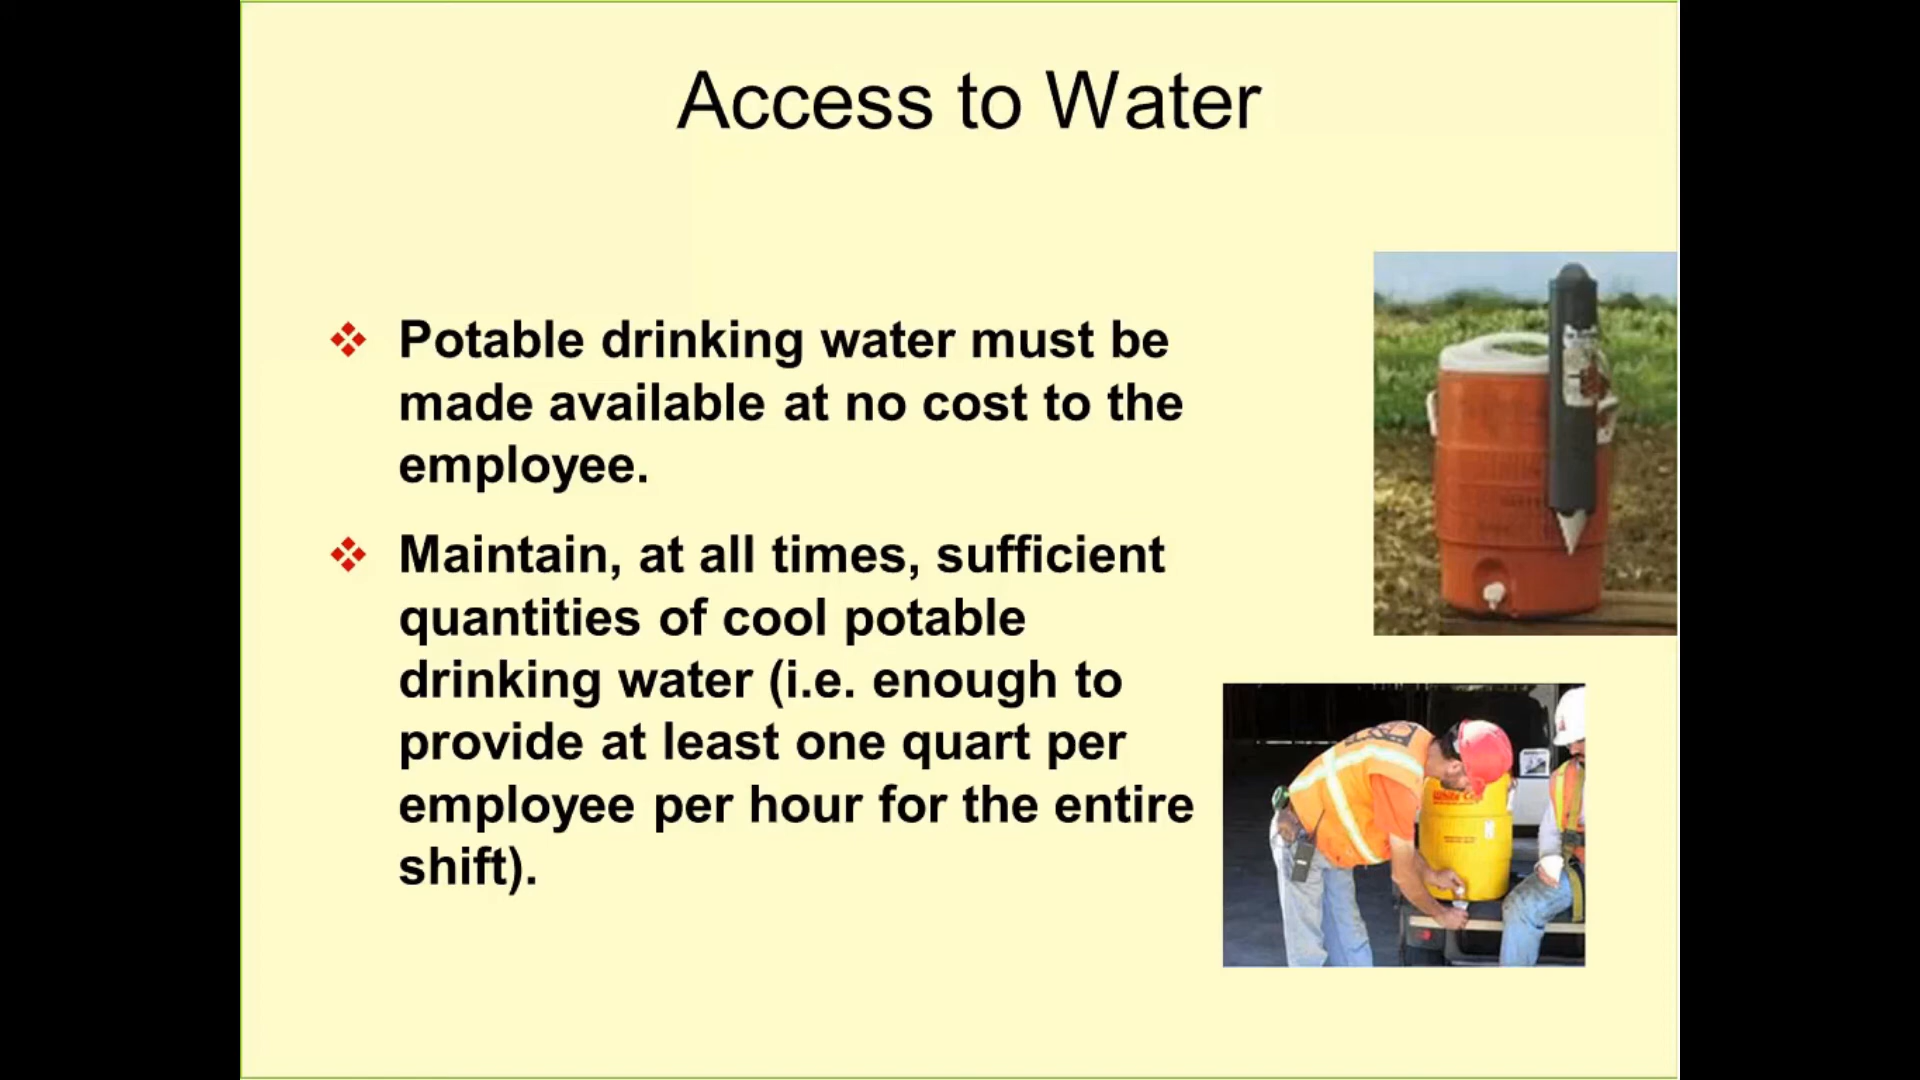 Access to Water
❖ Potable drinking water must be
made available at no cost to the
employee.
❖ Maintain, at all times, sufficient
quantities of cool potable
drinking water (i.e. enough to
provide at least one quart per
employee per hour for the entire
shift).